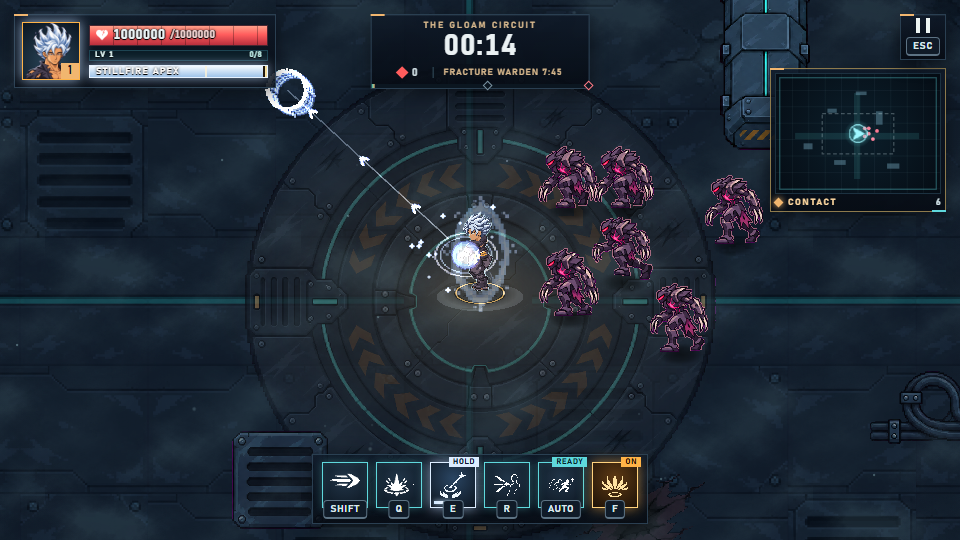 1000000 /1000000
1
LV 1
0/8
STILLFIRE APEX
THE GLOAM CIRCUIT
00:14
0
FRACTURE WARDEN 7:45
ESC
CONTACT
6
HOLD
READY
ON
SHIFT
Q
E
R
AUTO
F